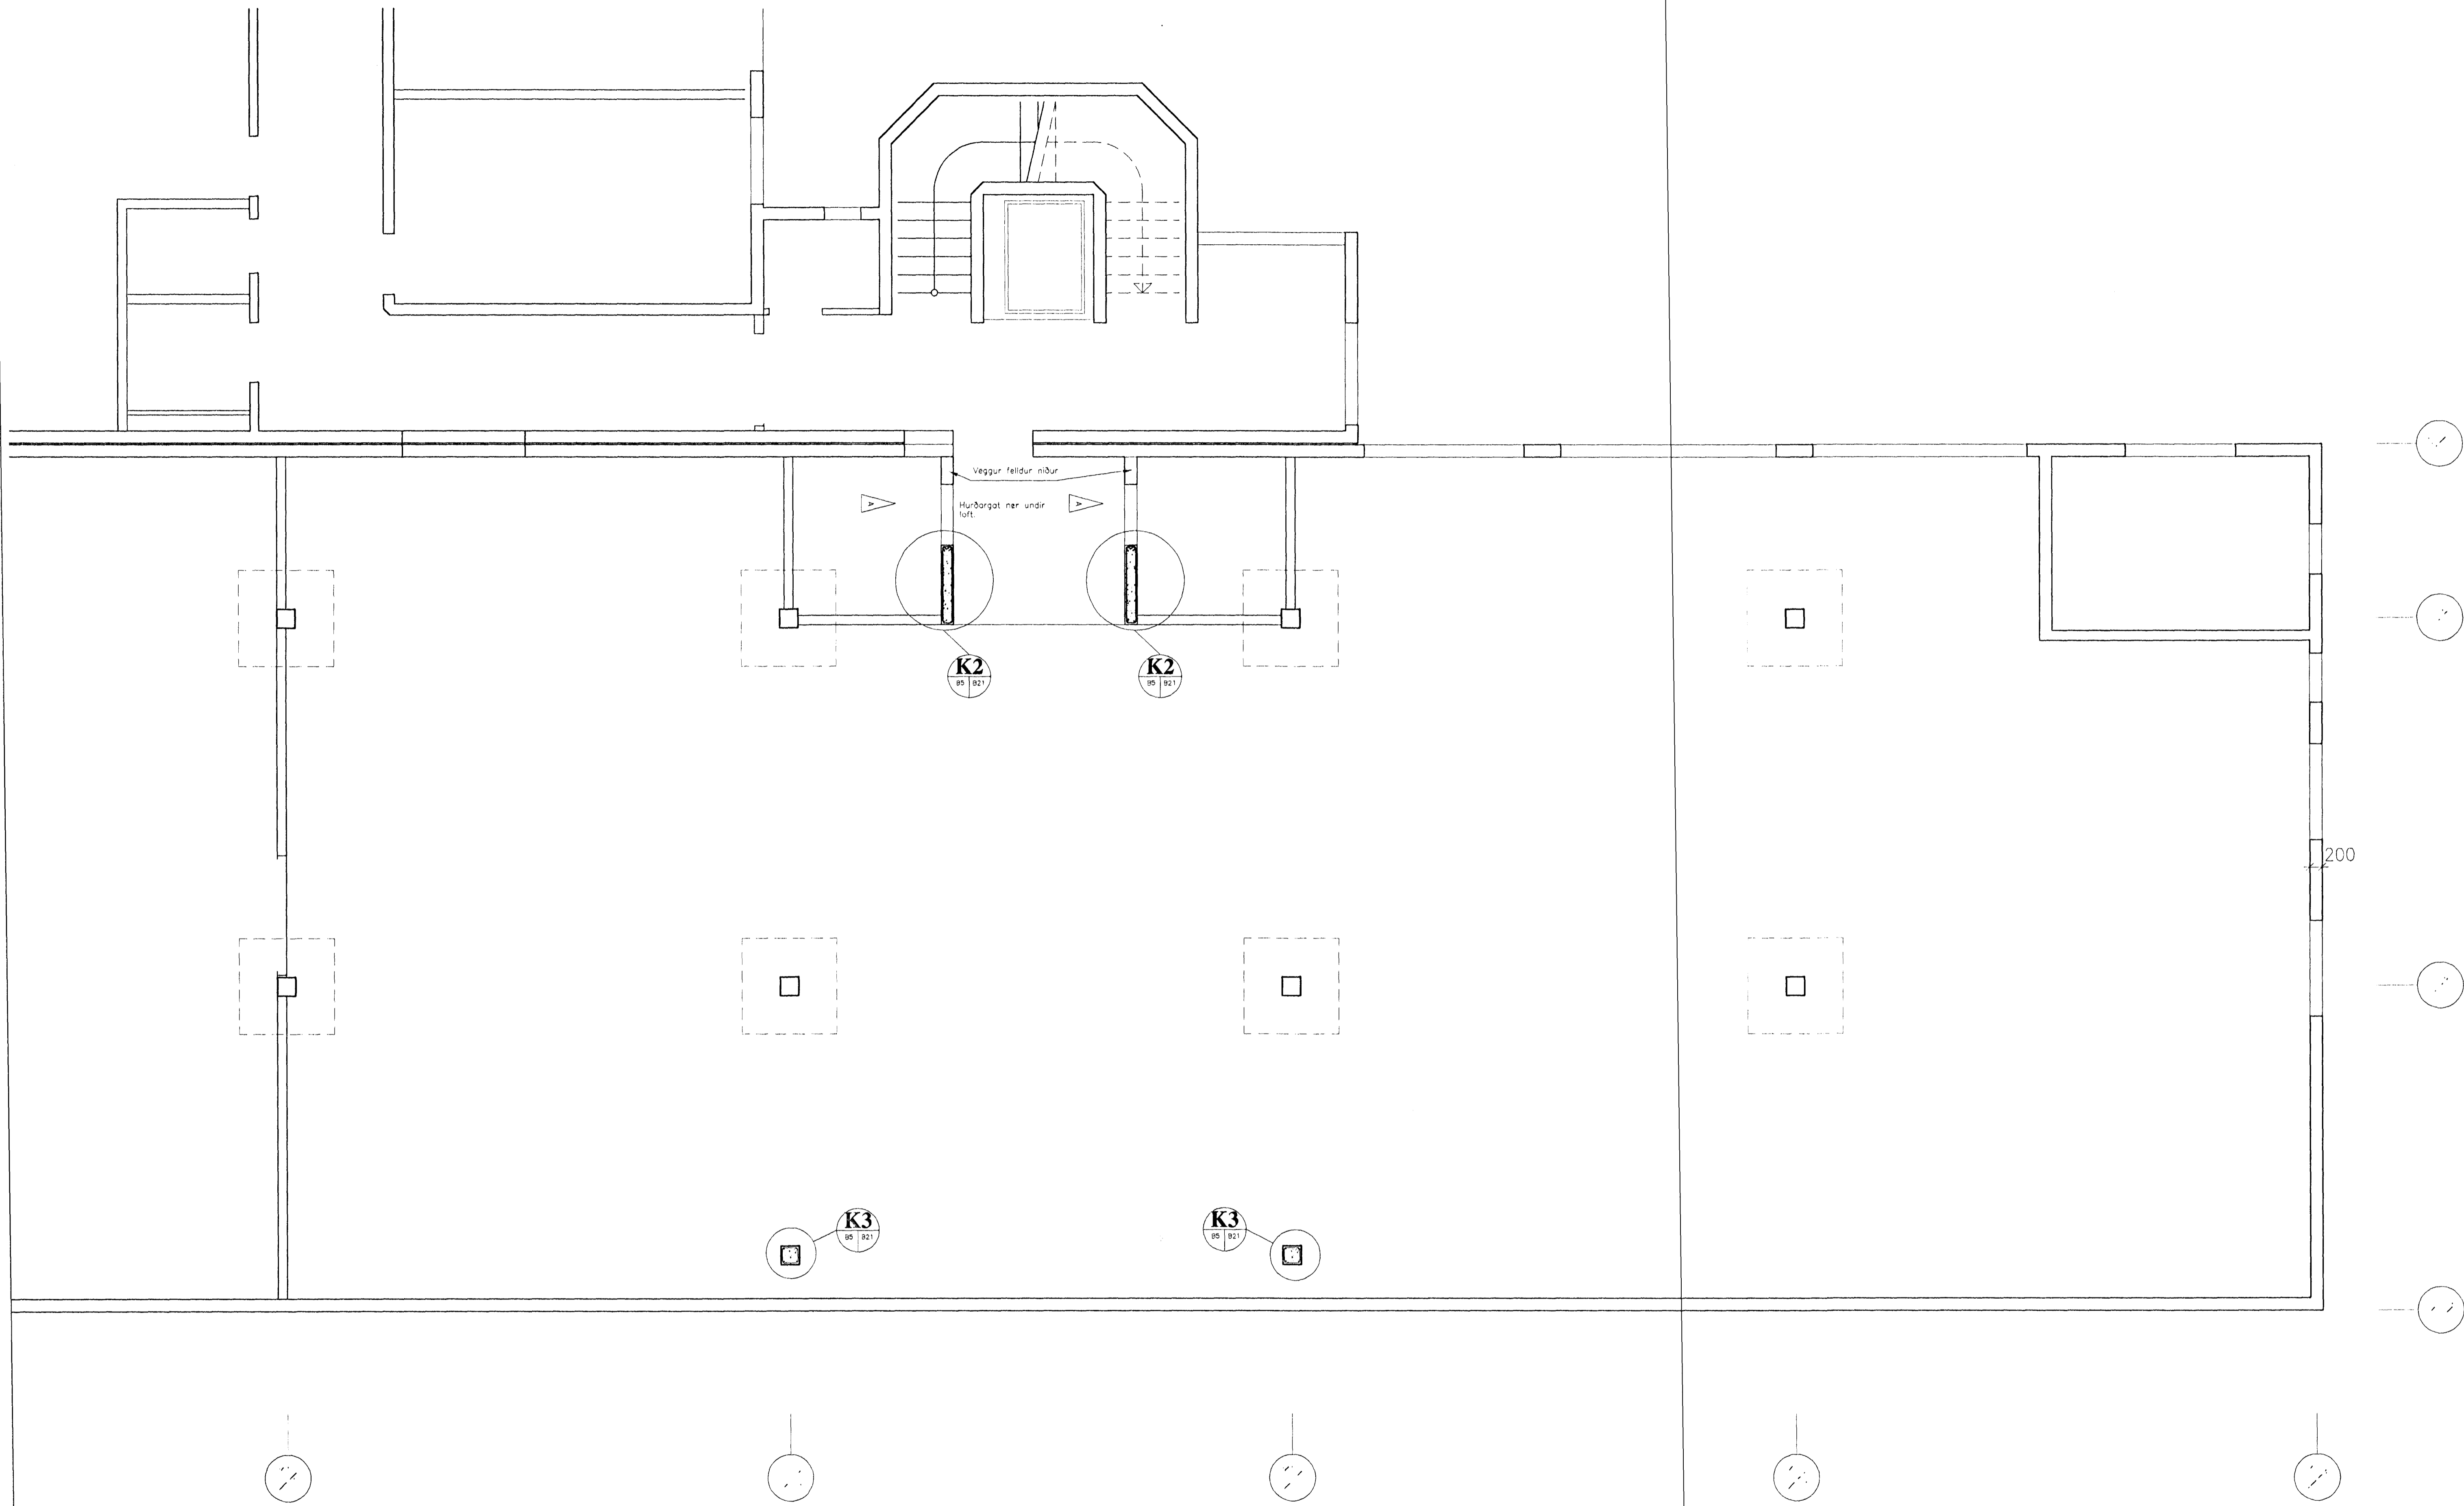 Veggur felldur niður
Hurðargat nær undir
loft.
A
A
K2
B5 B21
K2
B5 B21
200
K3
B5 B21
K3
B5 B21